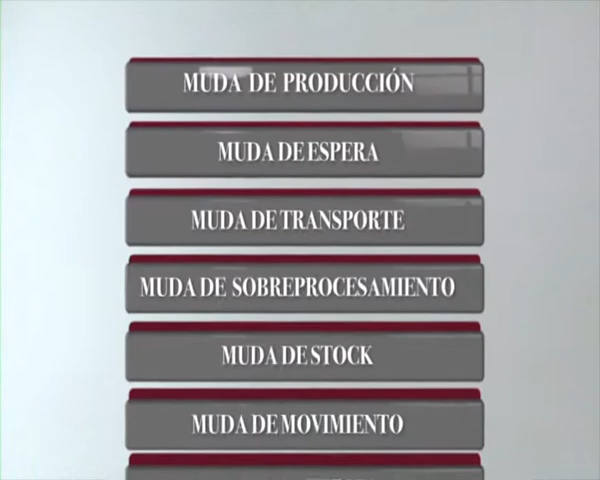 MUDA DE PRODUCCIÓN
MUDA DE ESPERA
MUDA DE TRANSPORTE
MUDA DE SOBREPROCESAMIENTO
MUDA DE STOCK
MUDA DE MOVIMIENTO